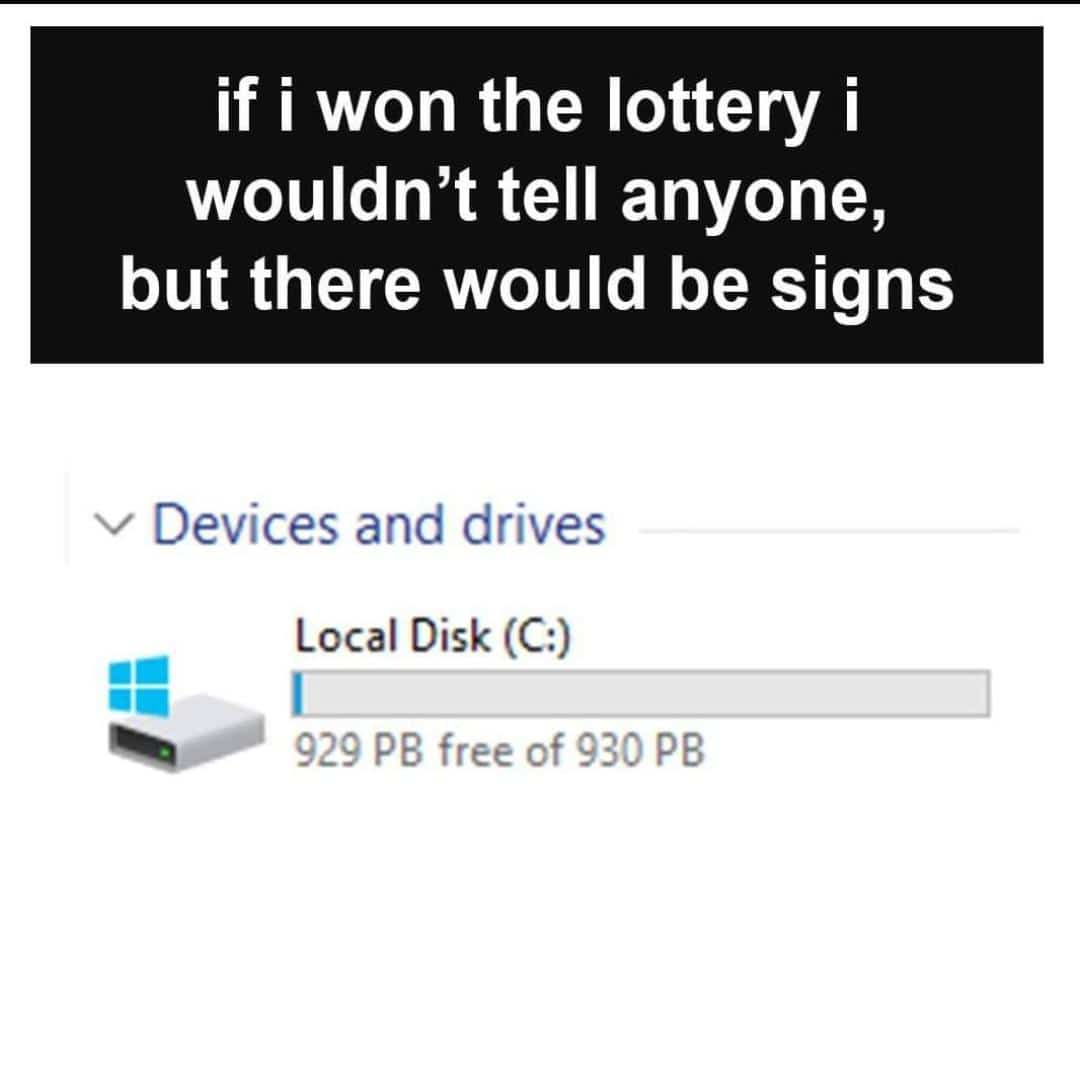 if i won the lottery i
wouldn’t tell anyone,
but there would be signs
Devices and drives
Local Disk (C:)
929 PB free of 930 PB